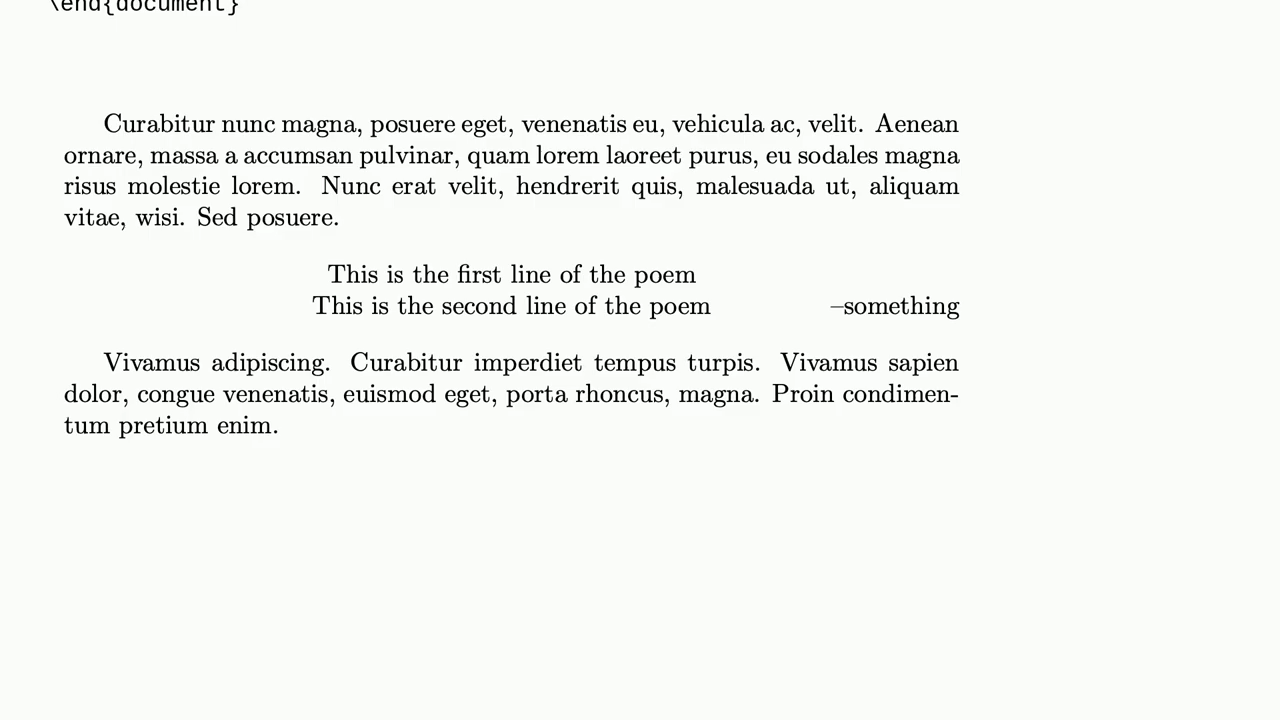 \end{document}
Curabitur nunc magna, posuere eget, venenatis eu, vehicula ac, velit. Aenean
ornare, massa a accumsan pulvinar, quam lorem laoreet purus, eu sodales magna
risus molestie lorem. Nunc erat velit, hendrerit quis, malesuada ut, aliquam
vitae, wisi. Sed posuere.
This is the first line of the poem
This is the second line of the poem –something
Vivamus adipiscing. Curabitur imperdiet tempus turpis. Vivamus sapien
dolor, congue venenatis, euismod eget, porta rhoncus, magna. Proin condimen-
tum pretium enim.